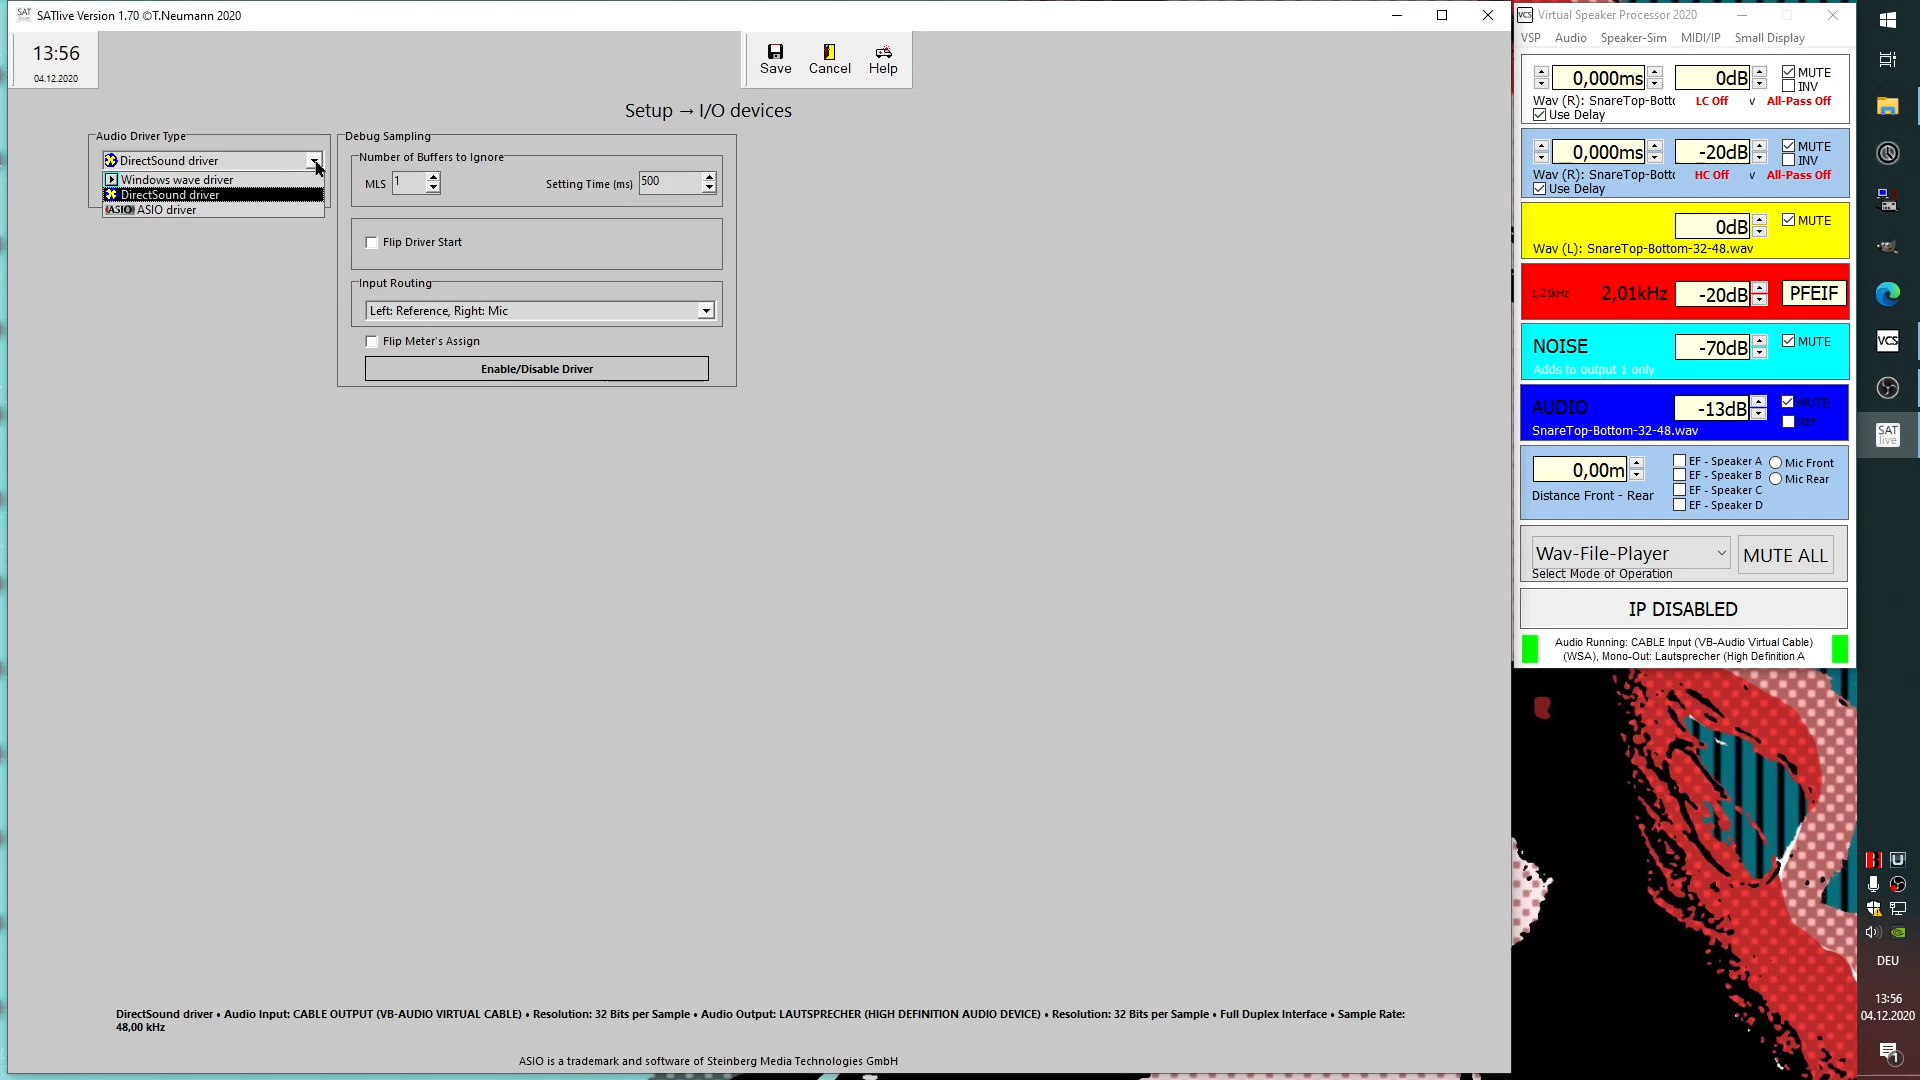 SATlive Version 1.70 ©T.Neumann 2020
13:56
04.12.2020
Save
Cancel
Help
Setup → I/O devices
Audio Driver Type
DirectSound driver
Windows wave driver
DirectSound driver
ASIO ASIO driver
Debug Sampling
Number of Buffers to Ignore
MLS 1
Setting Time (ms) 500
Flip Driver Start
Input Routing
Left: Reference, Right: Mic
Flip Meter's Assign
Enable/Disable Driver
DirectSound driver • Audio Input: CABLE OUTPUT (VB-AUDIO VIRTUAL CABLE) • Resolution: 32 Bits per Sample • Audio Output: LAUTSPRECHER (HIGH DEFINITION AUDIO DEVICE) • Resolution: 32 Bits per Sample • Full Duplex Interface • Sample Rate:
48,00 kHz
ASIO is a trademark and software of Steinberg Media Technologies GmbH
VCS Virtual Speaker Processor 2020
VSP Audio Speaker-Sim MIDI/IP Small Display
0,000ms 0dB MUTE
INV
Wav (R): SnareTop-Bott LC Off v All-Pass Off
Use Delay
0,000ms -20dB MUTE
INV
Wav (R): SnareTop-Bott HC Off v All-Pass Off
Use Delay
0dB MUTE
Wav (L): SnareTop-Bottom-32-48.wav
1,21kHz 2,01kHz -20dB PFEIF
NOISE -70dB MUTE
Adds to output 1 only
AUDIO -13dB MUTE
REF
SnareTop-Bottom-32-48.wav
0,00m
Distance Front - Rear
EF - Speaker A
EF - Speaker B
EF - Speaker C
EF - Speaker D
Mic Front
Mic Rear
Wav-File-Player
Select Mode of Operation
MUTE ALL
IP DISABLED
Audio Running: CABLE Input (VB-Audio Virtual Cable)
(WSA), Mono-Out: Lautsprecher (High Definition A
VCS
SAT
live
DEU
13:56
04.12.2020
1